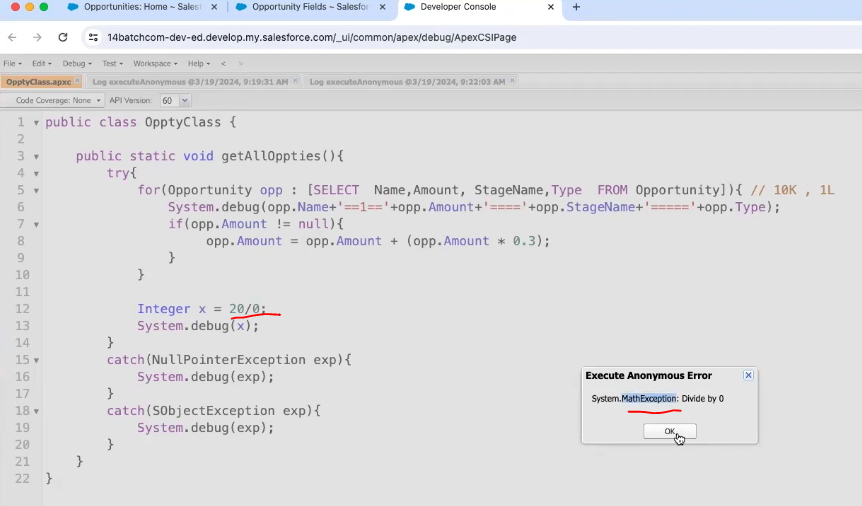 Opportunities: Home ~ Salesf
Opportunity Fields ~ Salesfor
Developer Console
14batchcom-dev-ed.develop.my.salesforce.com/_ui/common/apex/debug/ApexCSIPage
File Edit Debug Test Workspace Help < >
OpptyClass.apxc Log executeAnonymous @3/19/2024, 9:19:31 AM Log executeAnonymous @3/19/2024, 9:22:03 AM
Code Coverage: None API Version: 60
1 public class OpptyClass {
2
3 public static void getAllOppties(){
4 try{
5 for(Opportunity opp : [SELECT Name,Amount, StageName,Type FROM Opportunity]){ // 10K , 1L
6 System.debug(opp.Name+'==1=='+opp.Amount+'===='+opp.StageName+'====='+opp.Type);
7 if(opp.Amount != null){
8 opp.Amount = opp.Amount + (opp.Amount * 0.3);
9 }
10 }
11
12 Integer x = 20/0;
13 System.debug(x);
14 }
15 catch(NullPointerException exp){
16 System.debug(exp);
17 }
18 catch(SObjectException exp){
19 System.debug(exp);
20 }
21 }
22 }
Execute Anonymous Error
System.MathException: Divide by 0
OK